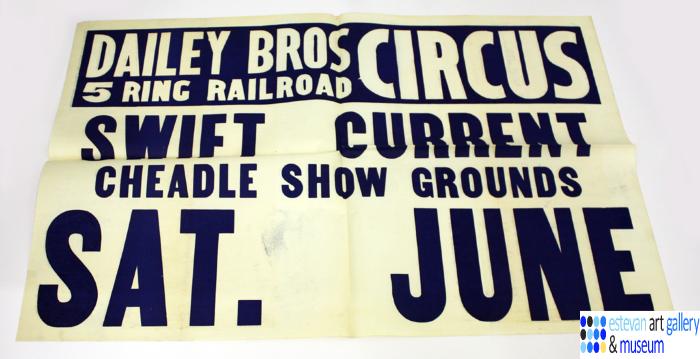 DAILEY BROS CIRCUS
5 RING RAILROAD
SWIFT CURRENT
CHEADLE SHOW GROUNDS
SAT. JUNE
estevan art gallery
& museum